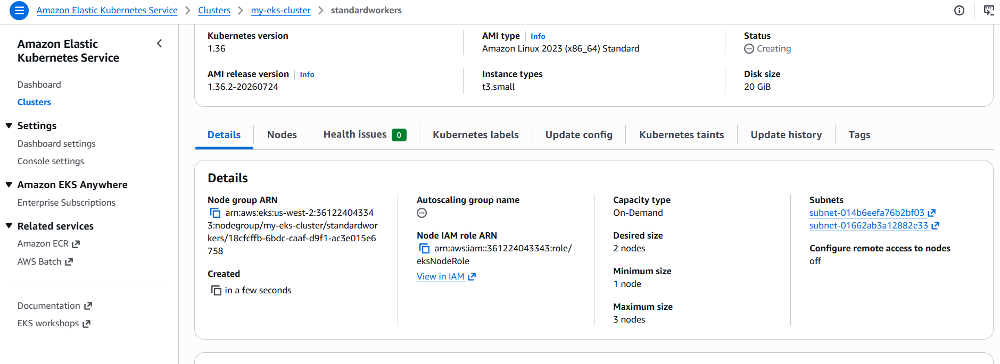 Amazon Elastic Kubernetes Service > Clusters > my-eks-cluster > standardworkers
Amazon Elastic
Kubernetes Service
Dashboard
Clusters
Settings
Dashboard settings
Console settings
Amazon EKS Anywhere
Enterprise Subscriptions
Related services
Amazon ECR
AWS Batch
Documentation
EKS workshops
Kubernetes version
1.36
AMI type Info
Amazon Linux 2023 (x86_64) Standard
Status
Creating
AMI release version Info
1.36.2-20260724
Instance types
t3.small
Disk size
20 GiB
Details Nodes Health issues 0 Kubernetes labels Update config Kubernetes taints Update history Tags
Details
Node group ARN
arn:aws:eks:us-west-2:36122404334
3:nodegroup/my-eks-cluster/standardwor
kers/18cfcffb-6bdc-caaf-d9f1-ac3e015e6
758
Created
in a few seconds
Autoscaling group name
Node IAM role ARN
arn:aws:iam::361224043343:role/
eksNodeRole
View in IAM
Capacity type
On-Demand
Desired size
2 nodes
Minimum size
1 node
Maximum size
3 nodes
Subnets
subnet-014b6eefa76b2bf03
subnet-01662ab3a12882e33
Configure remote access to nodes
off